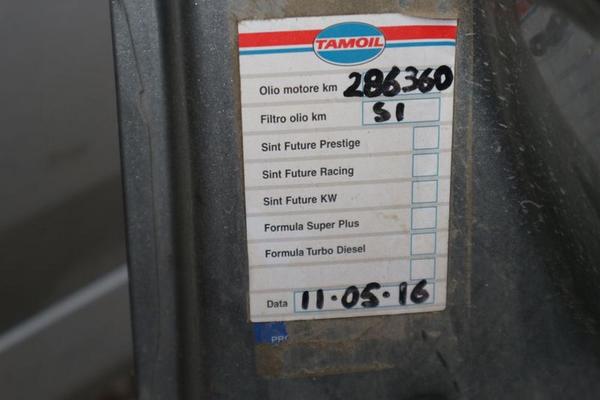 TAMOIL
Olio motore km 286360
Filtro olio km SI
Sint Future Prestige
Sint Future Racing
Sint Future KW
Formula Super Plus
Formula Turbo Diesel
Data 11·05·16